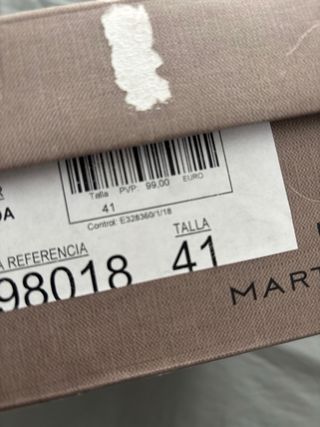 Talla PVP: 99,00 EURO
41
Control: E328360/1/18
REFERENCIA
TALLA
98018
41
MART